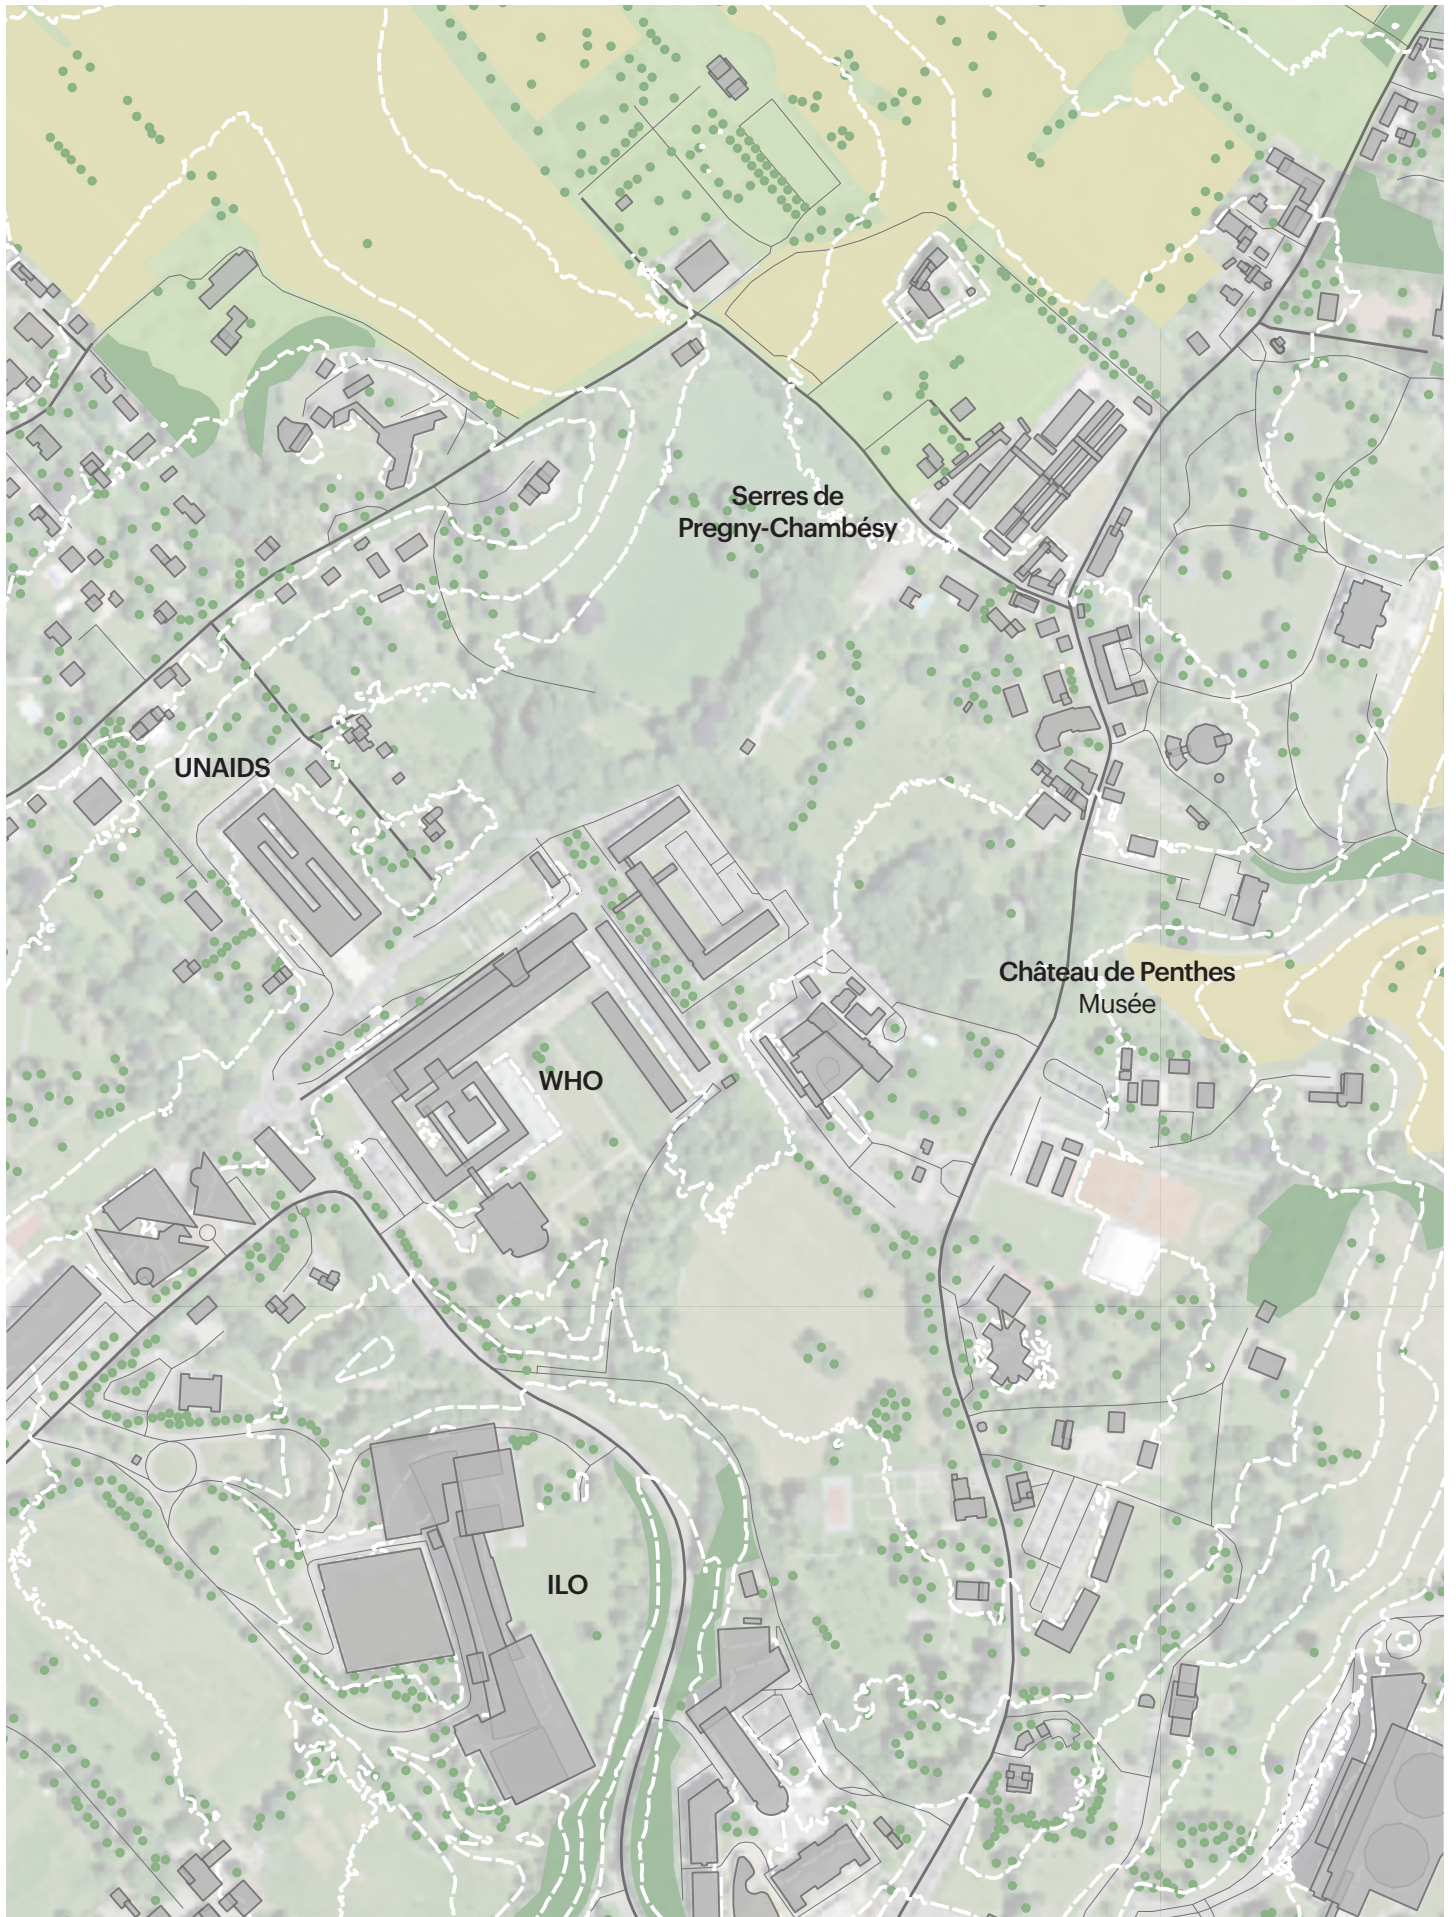 Serres de
Pregny-Chambésy
UNAIDS
Château de Penthes
Musée
WHO
ILO